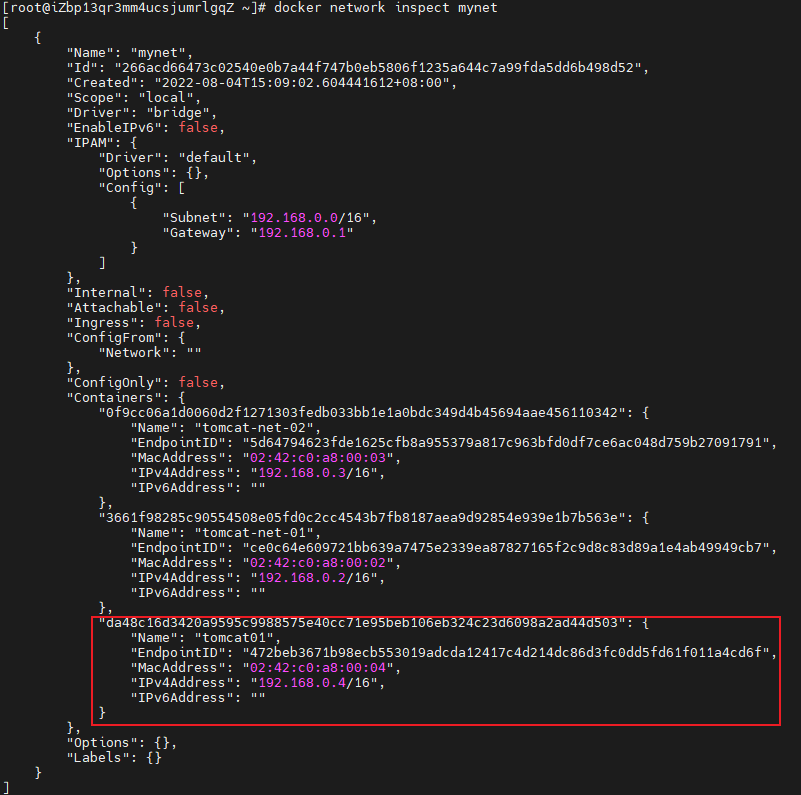 [root@iZbp13qr3mm4ucsjumrlgqZ ~]# docker network inspect mynet
[
    {
        "Name": "mynet",
        "Id": "266acd66473c02540e0b7a44f747b0eb5806f1235a644c7a99fda5dd6b498d52",
        "Created": "2022-08-04T15:09:02.604441612+08:00",
        "Scope": "local",
        "Driver": "bridge",
        "EnableIPv6": false,
        "IPAM": {
            "Driver": "default",
            "Options": {},
            "Config": [
                {
                    "Subnet": "192.168.0.0/16",
                    "Gateway": "192.168.0.1"
                }
            ]
        },
        "Internal": false,
        "Attachable": false,
        "Ingress": false,
        "ConfigFrom": {
            "Network": ""
        },
        "ConfigOnly": false,
        "Containers": {
            "0f9cc06a1d0060d2f1271303fedb033bb1e1a0bdc349d4b45694aae456110342": {
                "Name": "tomcat-net-02",
                "EndpointID": "5d64794623fde1625cfb8a955379a817c963bfd0df7ce6ac048d759b27091791",
                "MacAddress": "02:42:c0:a8:00:03",
                "IPv4Address": "192.168.0.3/16",
                "IPv6Address": ""
            },
            "3661f98285c90554508e05fd0c2cc4543b7fb8187aea9d92854e939e1b7b563e": {
                "Name": "tomcat-net-01",
                "EndpointID": "ce0c64e609721bb639a7475e2339ea87827165f2c9d8c83d89a1e4ab49949cb7",
                "MacAddress": "02:42:c0:a8:00:02",
                "IPv4Address": "192.168.0.2/16",
                "IPv6Address": ""
            },
            "da48c16d3420a9595c9988575e40cc71e95beb106eb324c23d6098a2ad44d503": {
                "Name": "tomcat01",
                "EndpointID": "472beb3671b98ecb553019adcda12417c4d214dc86d3fc0dd5fd61f011a4cd6f",
                "MacAddress": "02:42:c0:a8:00:04",
                "IPv4Address": "192.168.0.4/16",
                "IPv6Address": ""
            }
        },
        "Options": {},
        "Labels": {}
    }
]